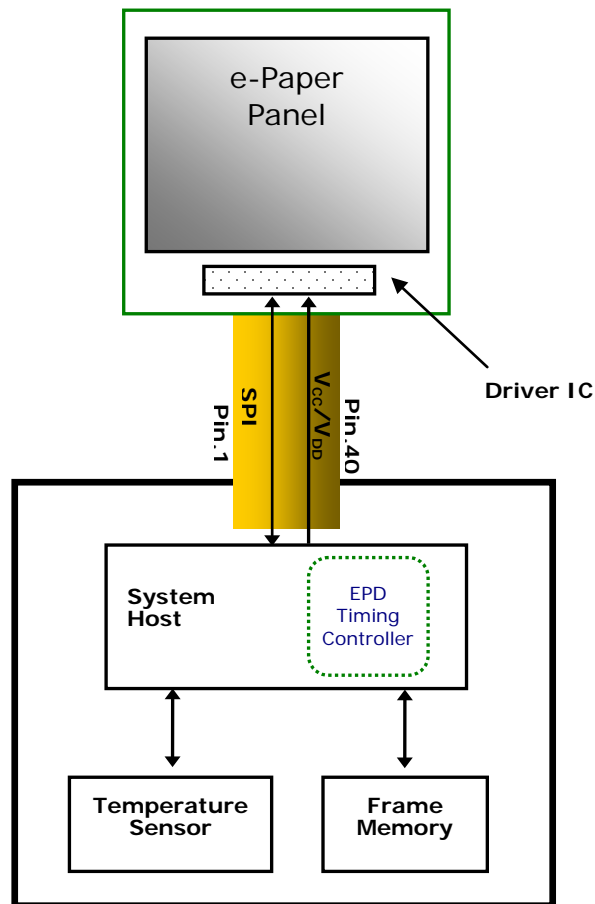 e-Paper
Panel
Driver IC
Pin.1
SPI
VCC/VDD
Pin.40
System
Host
EPD
Timing
Controller
Temperature
Sensor
Frame
Memory